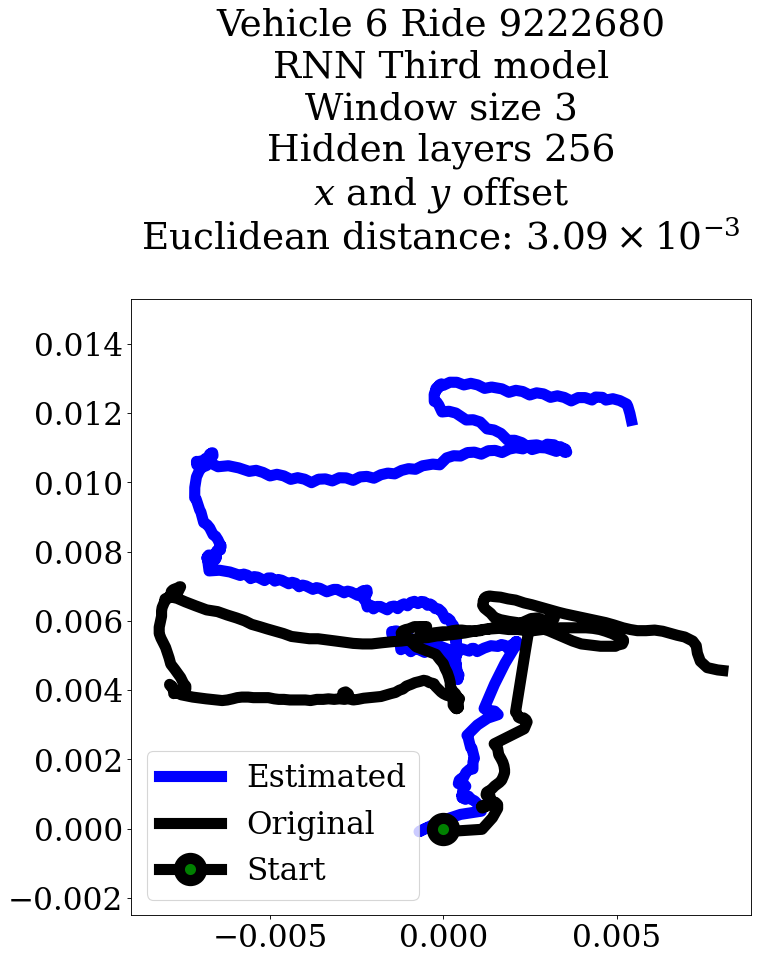 Vehicle 6 Ride 9222680
RNN Third model
Window size 3
Hidden layers 256
x and y offset
Euclidean distance: 3.09 × 10⁻³
0.014
0.012
0.010
0.008
0.006
0.004
0.002
0.000
−0.002
Estimated
Original
Start
−0.005
0.000
0.005